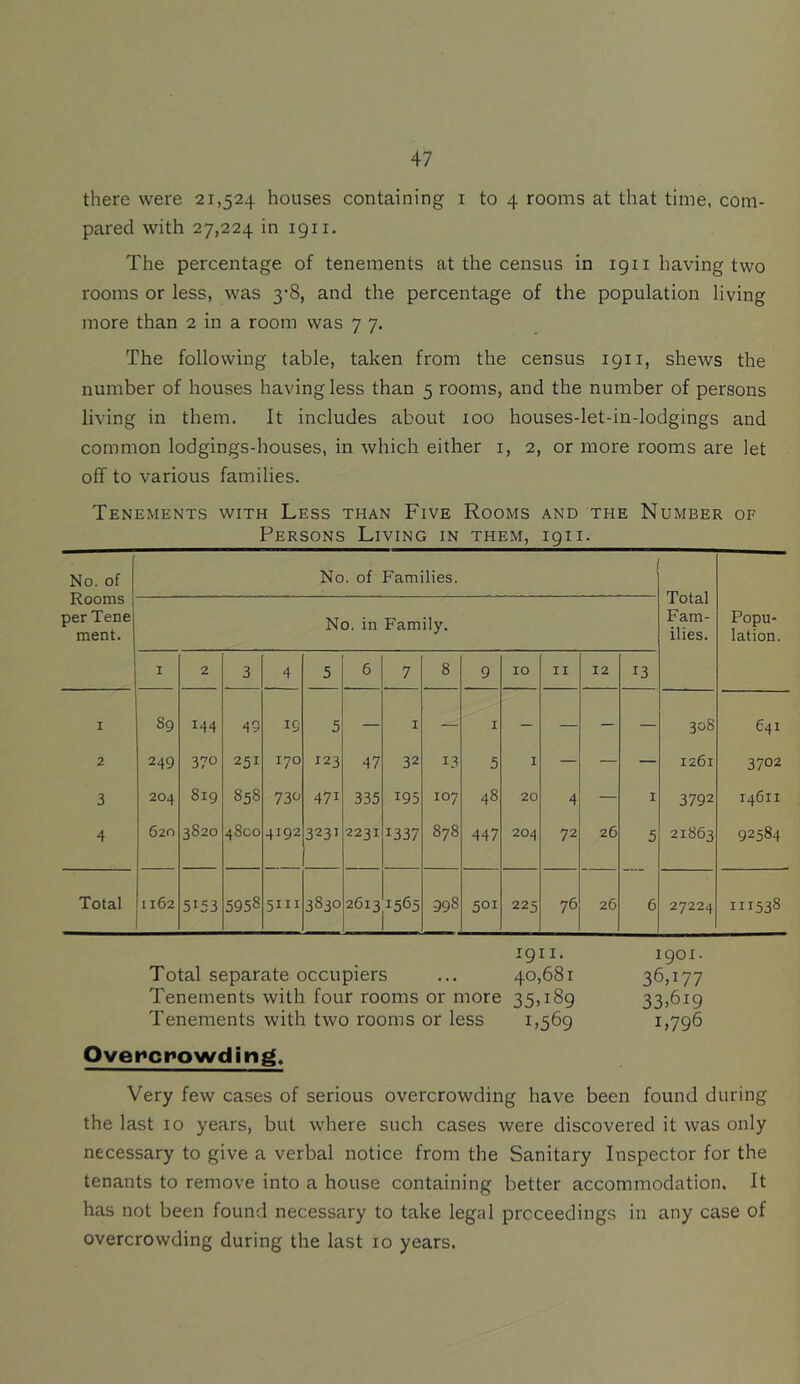 47
there were 21,524 houses containing 1 to 4 rooms at that time, com-
pared with 27,224 in 1911.
The percentage of tenements at the census in 1911 having two
rooms or less, was 3·8, and the percentage of the population living
more than 2 in a room was 7 7.
The following table, taken from the census 1911, shews the
number of houses having less than 5 rooms, and the number of persons
living in them. It includes about 100 houses-let-in-lodgings and
common lodgings-houses, in which either 1, 2, or more rooms are let
off to various families.
Tenements with Less than Five Rooms and the Number of
Persons Living in them, 1911.
No. of Rooms per Tene ment. | No. of Families. | Total Fam- ilies. | Popu- lation.
No. in Family.
1 2 3 4 5 6 7 8 9 10 11 12 13
1 89 144 49 19 5 — 1 — 1 — — — — 308 641
2 249 370 251 170 123 47 32 13 5 1 — — — 1261 3702
3 204 819 858 730 471 335 195 107 48 20 4 — 1 3792 14611
4 620 3820 4800 4192 3231 2231 1337 878 447 204 72 26 5 21863 92584
Total 1162 5153 5958 5111 3830 2613 1565 998 501 225 76 26 6 27224 111538
1911. 1901.
Total separate occupiers ... 40,681 36,177
Tenements with four rooms or more 35,189 33,619
Tenements with two rooms or less 1,569 1,796
Overcrowding.
Very few cases of serious overcrowding have been found during
the last 10 years, but where such cases were discovered it was only
necessary to give a verbal notice from the Sanitary Inspector for the
tenants to remove into a house containing better accommodation. It
has not been found necessary to take legal proceedings in any case of
overcrowding during the last 10 years.